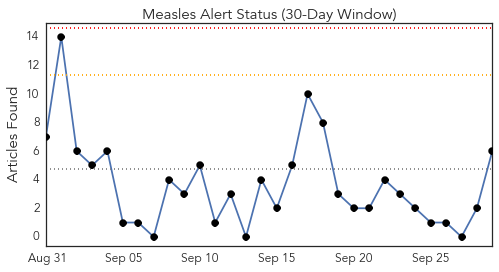 Measles Alert Status (30-Day Window)
Articles Found
14
12
10
8
6
4
2
0
Aug 31 Sep 05 Sep 10 Sep 15 Sep 20 Sep 25